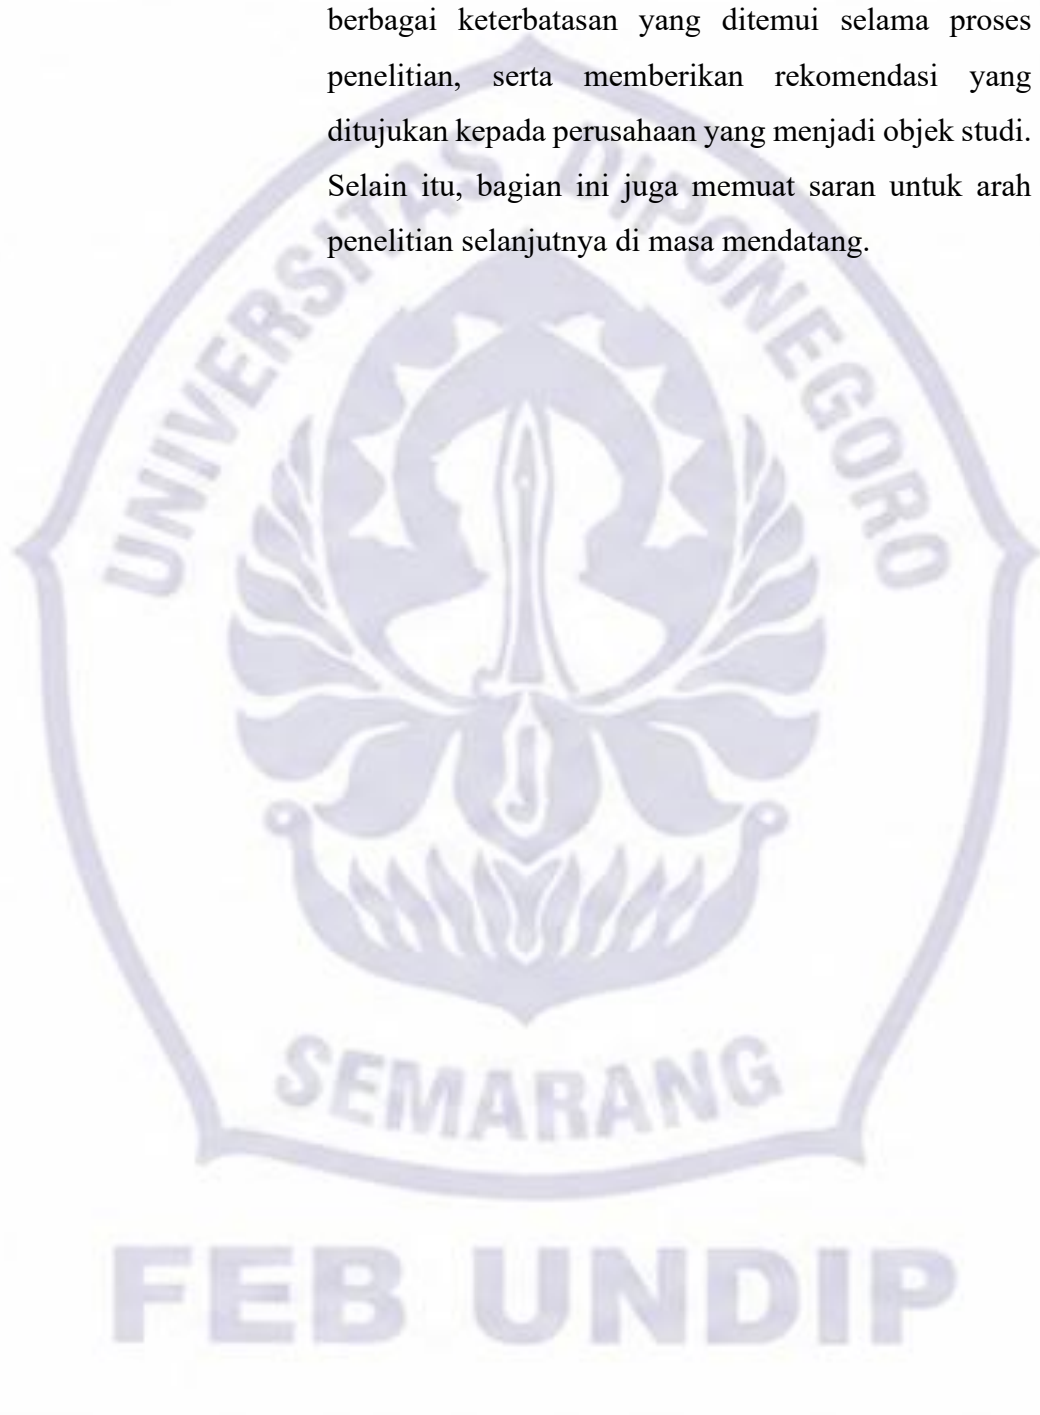 berbagai keterbatasan yang ditemui selama proses
penelitian, serta memberikan rekomendasi yang
ditujukan kepada perusahaan yang menjadi objek studi.
Selain itu, bagian ini juga memuat saran untuk arah
penelitian selanjutnya di masa mendatang.
UNIVERSITAS DIPONEGORO
SEMARANG
FEB UNDIP